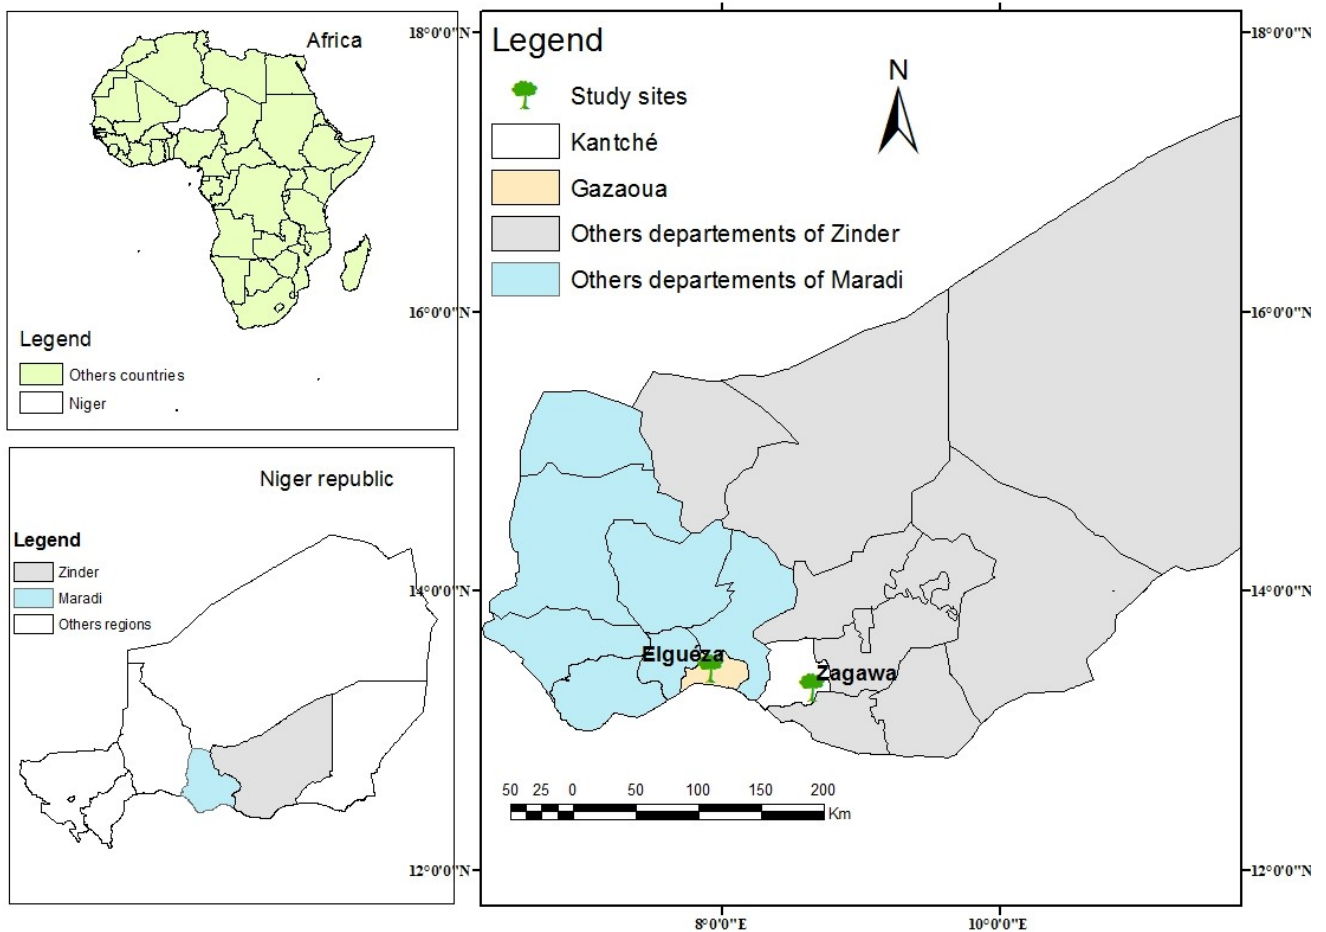 Africa
Legend
Others countries
Niger
Niger republic
Legend
Zinder
Maradi
Others regions
Legend
Study sites
Kantché
Gazaoua
Others departements of Zinder
Others departements of Maradi
N
18°0'0"N
18°0'0"N
16°0'0"N
16°0'0"N
14°0'0"N
14°0'0"N
12°0'0"N
12°0'0"N
Elguéza
Zagawa
50 25 0 50 100 150 200
Km
8°0'0"E
10°0'0"E